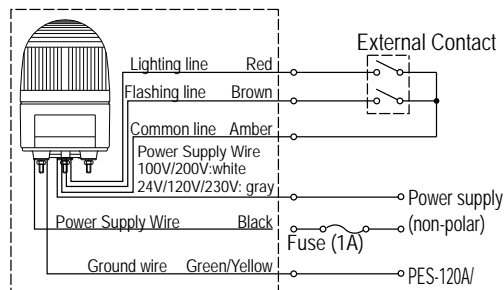 External Contact
Lighting line Red
Flashing line Brown
Common line Amber
Power Supply Wire
100V/200V:white
24V/120V/230V: gray
Power supply
(non-polar)
Power Supply Wire Black
Fuse (1A)
Ground wire Green/Yellow
PES-120A/